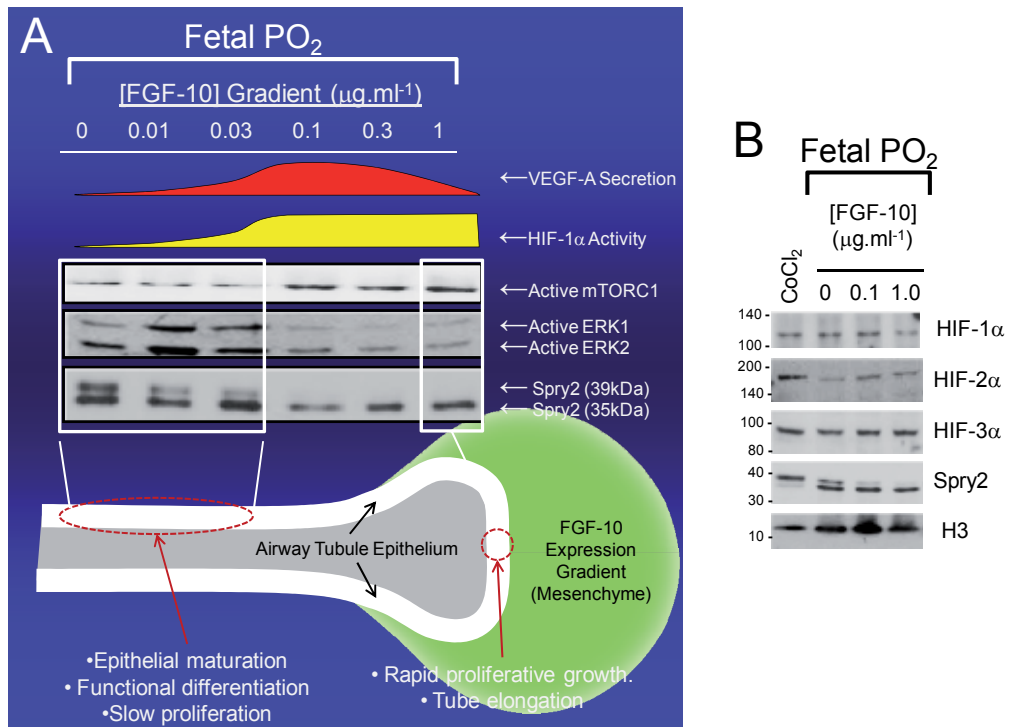 A
Fetal PO₂
[FGF-10] Gradient (μg.ml⁻¹)
0 0.01 0.03 0.1 0.3 1
←VEGF-A Secretion
←HIF-1α Activity
←Active mTORC1
←Active ERK1
←Active ERK2
←Spry2 (39kDa)
←Spry2 (35kDa)
Airway Tubule Epithelium
FGF-10
Expression
Gradient
(Mesenchyme)
•Epithelial maturation
• Functional differentiation
•Slow proliferation
• Rapid proliferative growth.
• Tube elongation
B
Fetal PO₂
[FGF-10]
(μg.ml⁻¹)
CoCl₂ 0 0.1 1.0
140 -
100 -
HIF-1α
200 -
140 -
HIF-2α
100 -
80 -
HIF-3α
40 -
30 -
Spry2
10 -
H3